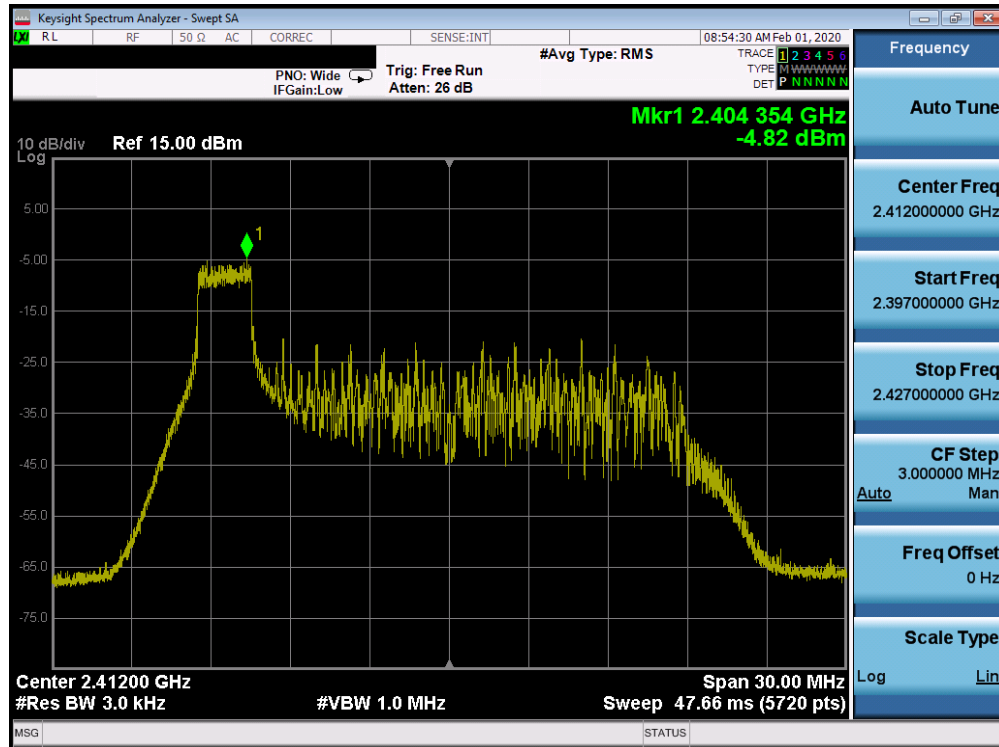 Keysight Spectrum Analyzer - Swept SA
LXI RL RF 50 Ω AC CORREC SENSE:INT 08:54:30 AM Feb 01, 2020
#Avg Type: RMS
TRACE 1 2 3 4 5 6
TYPE M WWWWW
DET P N N N N N
PNO: Wide
IFGain:Low
Trig: Free Run
Atten: 26 dB
Mkr1 2.404 354 GHz
-4.82 dBm
10 dB/div
Log
Ref 15.00 dBm
1
5.00
-5.00
-15.0
-25.0
-35.0
-45.0
-55.0
-65.0
-75.0
Center 2.41200 GHz
Span 30.00 MHz
#Res BW 3.0 kHz
#VBW 1.0 MHz
Sweep 47.66 ms (5720 pts)
MSG
STATUS
Frequency
Auto Tune
Center Freq
2.412000000 GHz
Start Freq
2.397000000 GHz
Stop Freq
2.427000000 GHz
CF Step
3.000000 MHz
Auto Man
Freq Offset
0 Hz
Scale Type
Log Lin